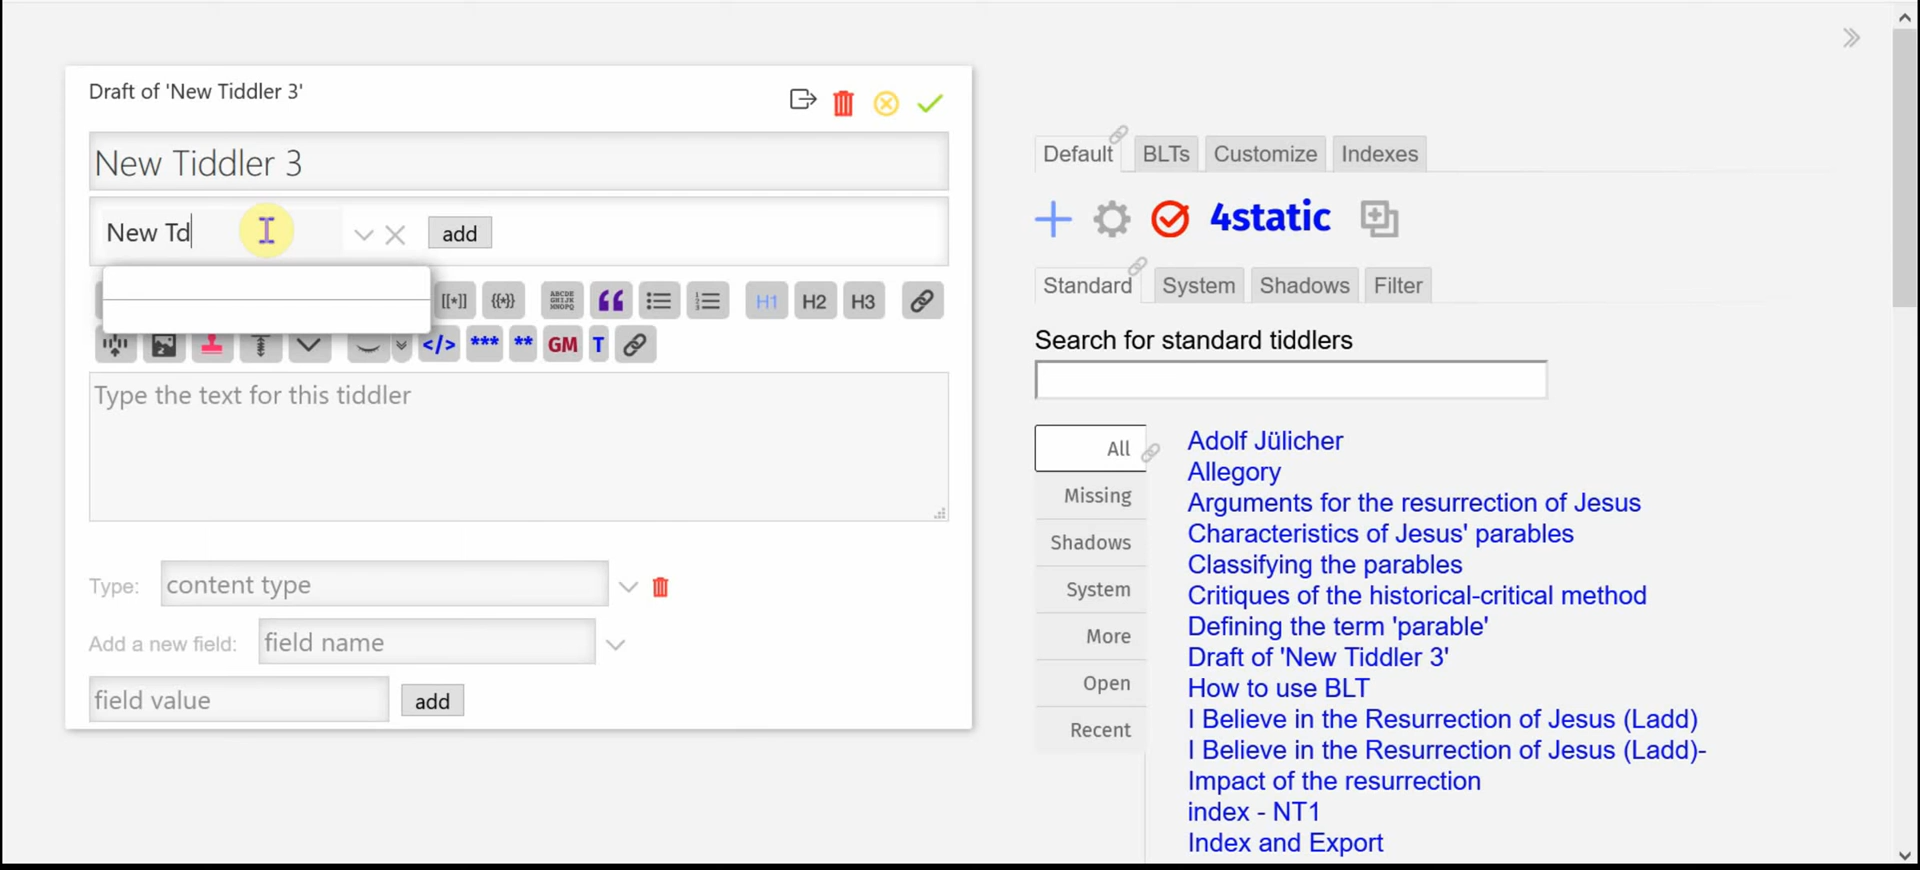 Draft of 'New Tiddler 3'
New Tiddler 3
New Td
add
[[*]] {{*}} ABCDE GHIJK MNOPQ H1 H2 H3
</> *** ** GM T
Type the text for this tiddler
Type: content type
Add a new field: field name
field value add
Default BLTs Customize Indexes
4static
Standard System Shadows Filter
Search for standard tiddlers
All
Missing
Shadows
System
More
Open
Recent
Adolf Jülicher
Allegory
Arguments for the resurrection of Jesus
Characteristics of Jesus' parables
Classifying the parables
Critiques of the historical-critical method
Defining the term 'parable'
Draft of 'New Tiddler 3'
How to use BLT
I Believe in the Resurrection of Jesus (Ladd)
I Believe in the Resurrection of Jesus (Ladd)-
Impact of the resurrection
index - NT1
Index and Export